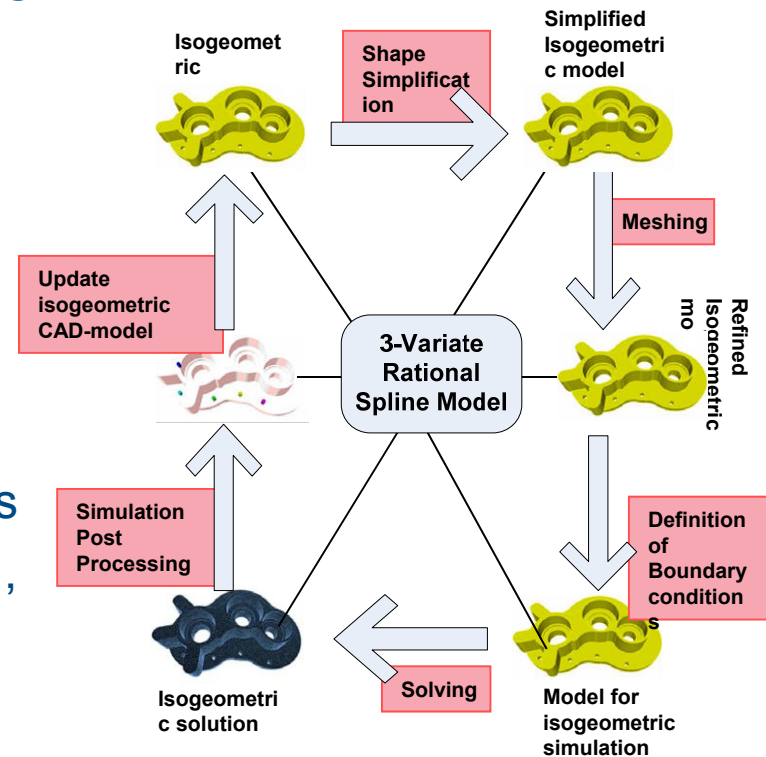 Isogeomet
ric
Shape
Simplificat
ion
Simplified
Isogeometri
c model
Meshing
Update
isogeometric
CAD-model
3-Variate
Rational
Spline Model
Refined
Isogeometric
mo
s
,
Simulation
Post
Processing
Definition
of
Boundary
condition
s
Isogeometri
c solution
Solving
Model for
isogeometric
simulation